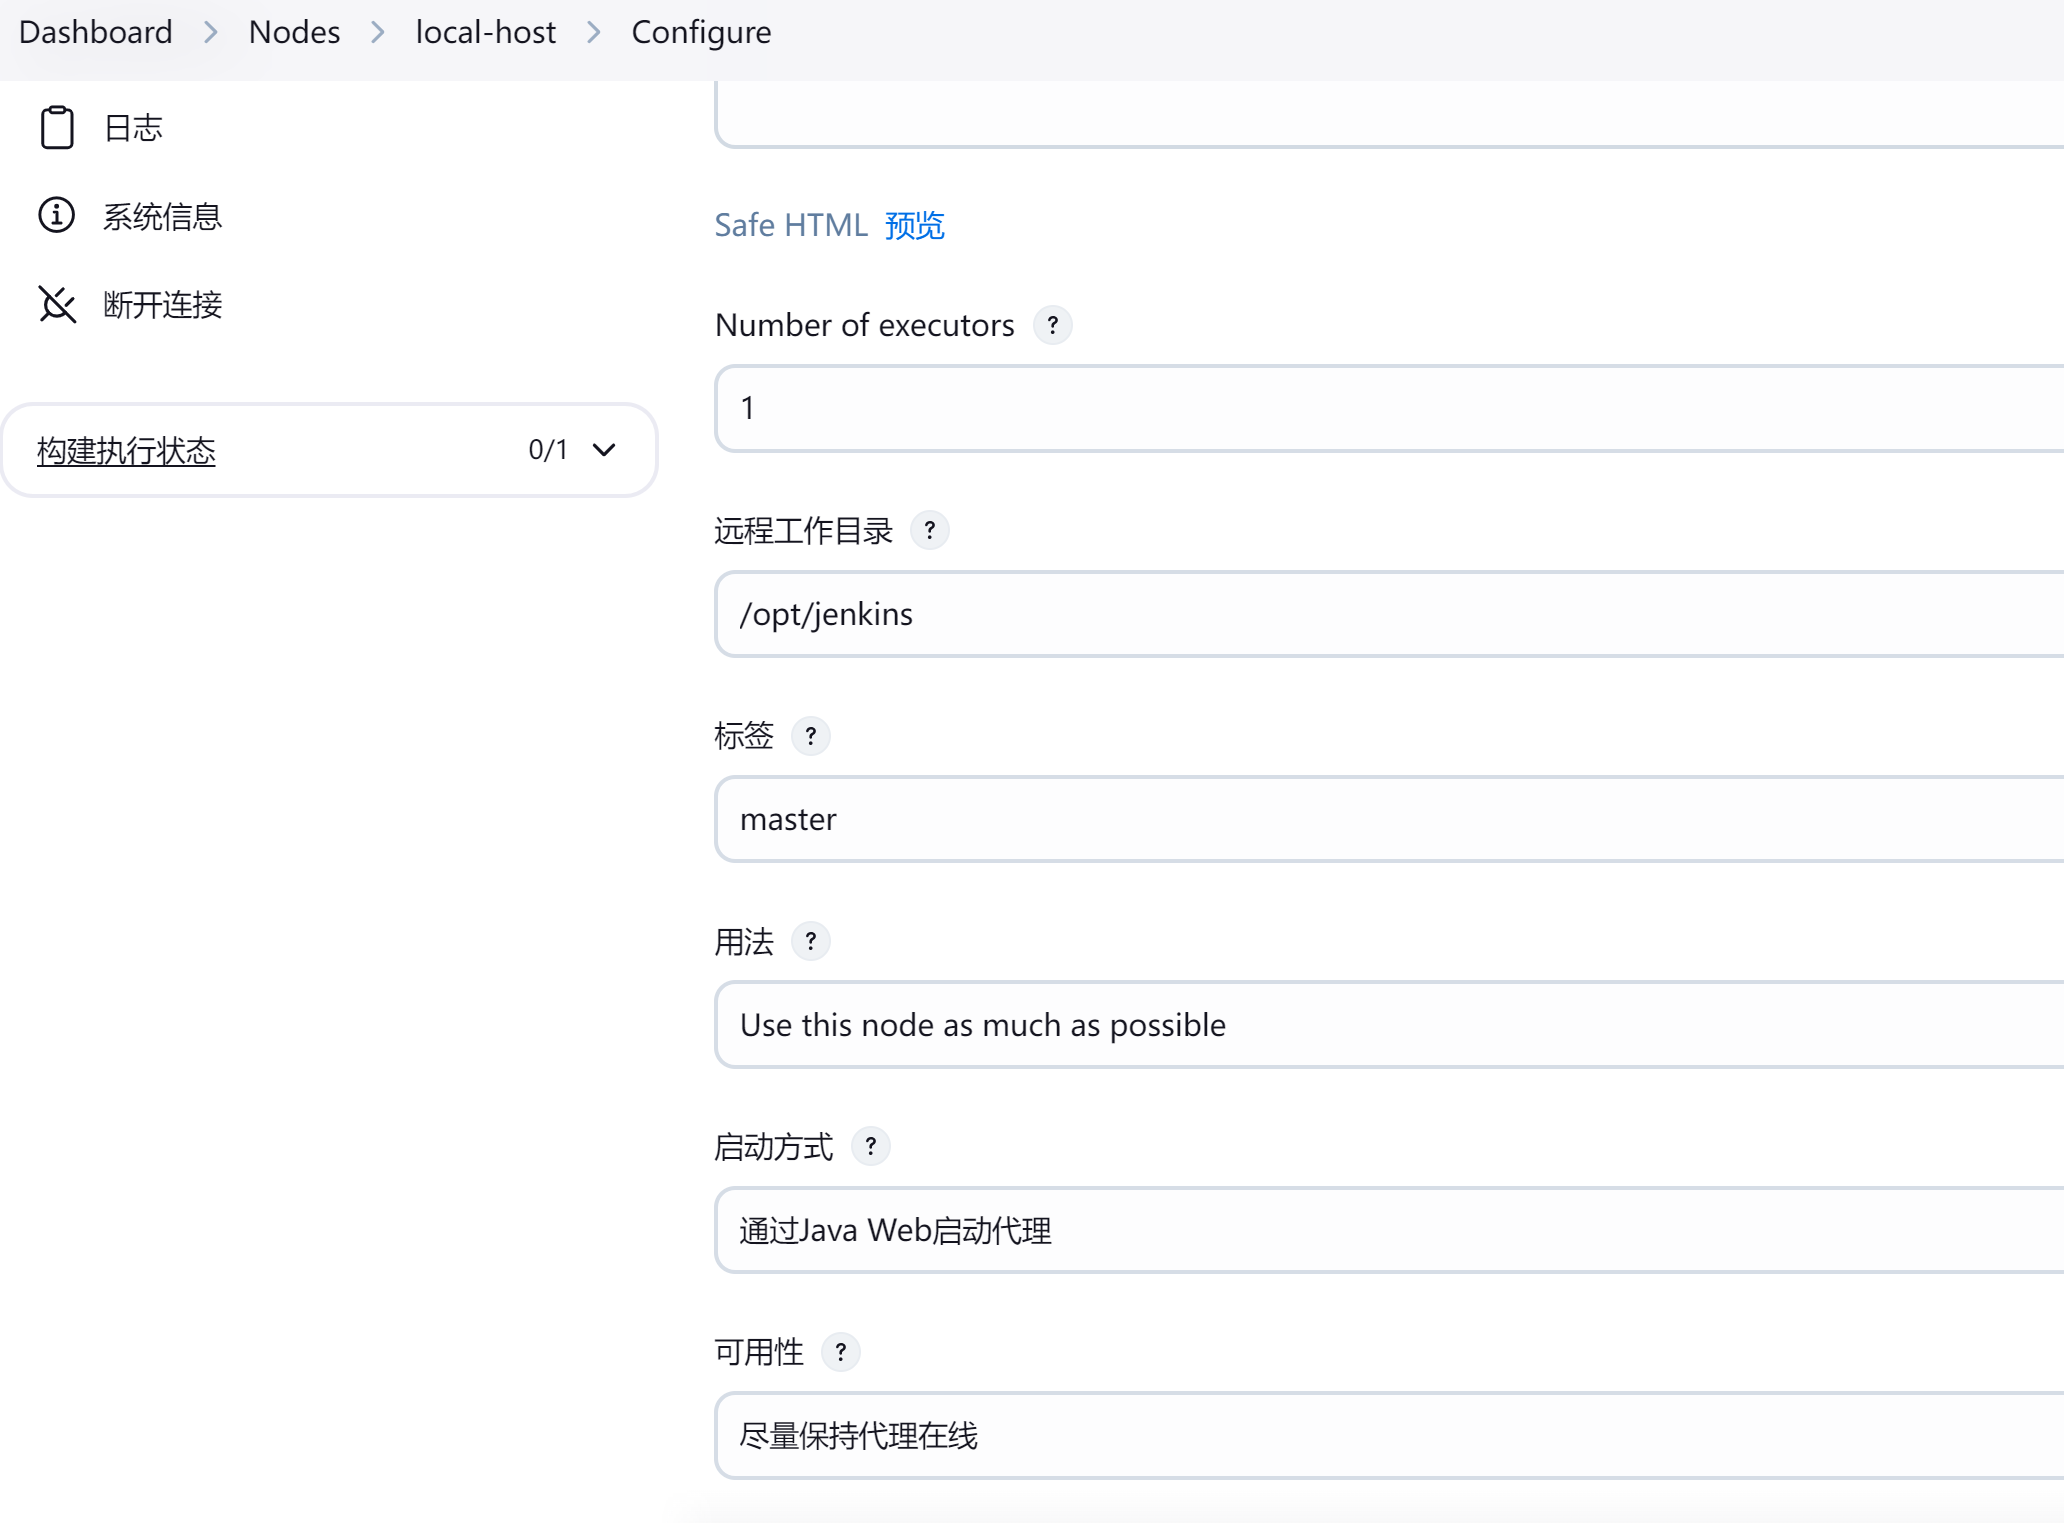 Dashboard > Nodes > local-host > Configure
日志
系统信息
断开连接
构建执行状态 0/1
Safe HTML 预览
Number of executors ?
1
远程工作目录 ?
/opt/jenkins
标签 ?
master
用法 ?
Use this node as much as possible
启动方式 ?
通过Java Web启动代理
可用性 ?
尽量保持代理在线